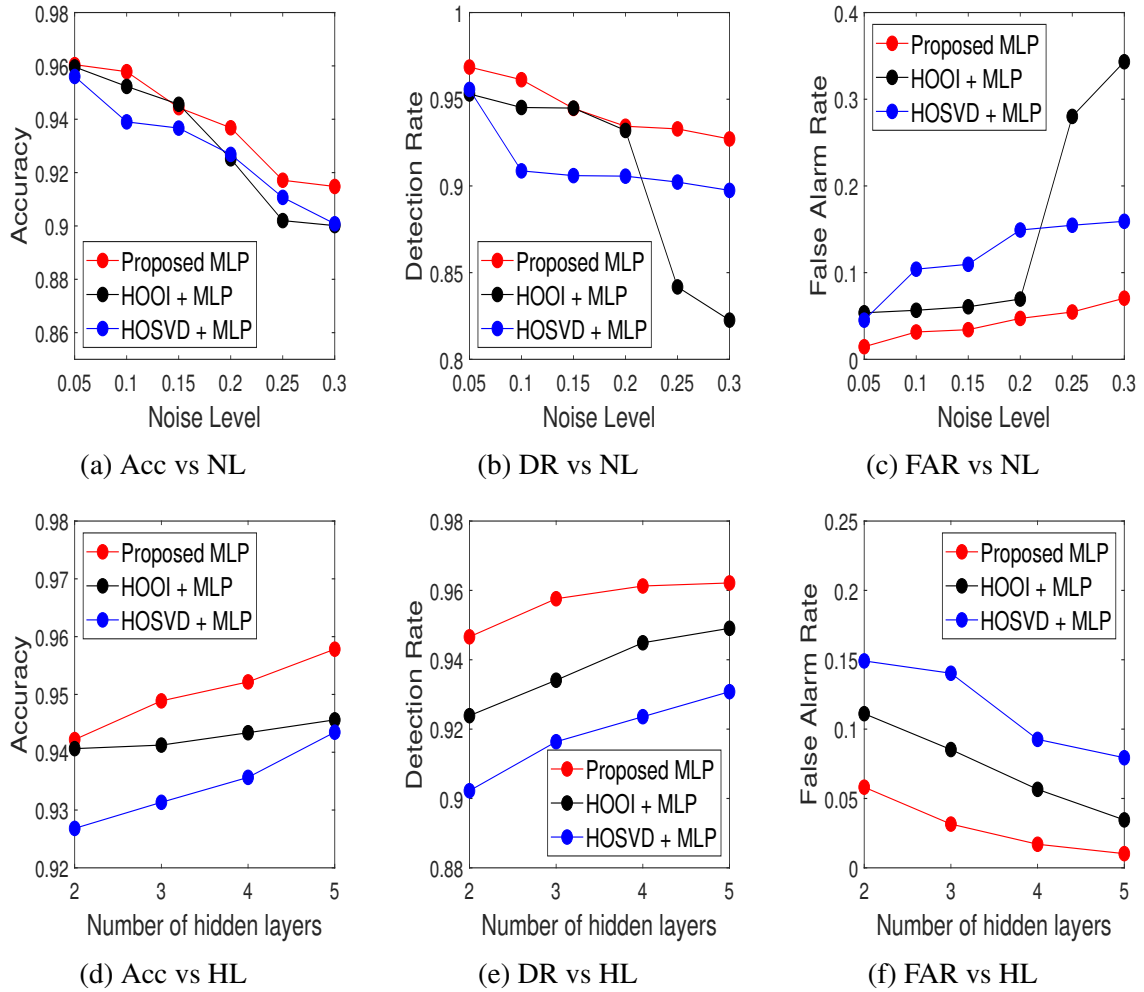 0.98
0.96
0.94
0.92
0.9
0.88
0.86
Accuracy
Proposed MLP
HOOI + MLP
HOSVD + MLP
0.05 0.1 0.15 0.2 0.25 0.3
Noise Level
(a) Acc vs NL
1
0.95
0.9
0.85
0.8
Detection Rate
Proposed MLP
HOOI + MLP
HOSVD + MLP
0.05 0.1 0.15 0.2 0.25 0.3
Noise Level
(b) DR vs NL
0.4
0.3
0.2
0.1
0
False Alarm Rate
Proposed MLP
HOOI + MLP
HOSVD + MLP
0.05 0.1 0.15 0.2 0.25 0.3
Noise Level
(c) FAR vs NL
0.98
0.97
0.96
0.95
0.94
0.93
0.92
Accuracy
Proposed MLP
HOOI + MLP
HOSVD + MLP
2 3 4 5
Number of hidden layers
(d) Acc vs HL
0.98
0.96
0.94
0.92
0.9
0.88
Detection Rate
Proposed MLP
HOOI + MLP
HOSVD + MLP
2 3 4 5
Number of hidden layers
(e) DR vs HL
0.25
0.2
0.15
0.1
0.05
0
False Alarm Rate
Proposed MLP
HOOI + MLP
HOSVD + MLP
2 3 4 5
Number of hidden layers
(f) FAR vs HL